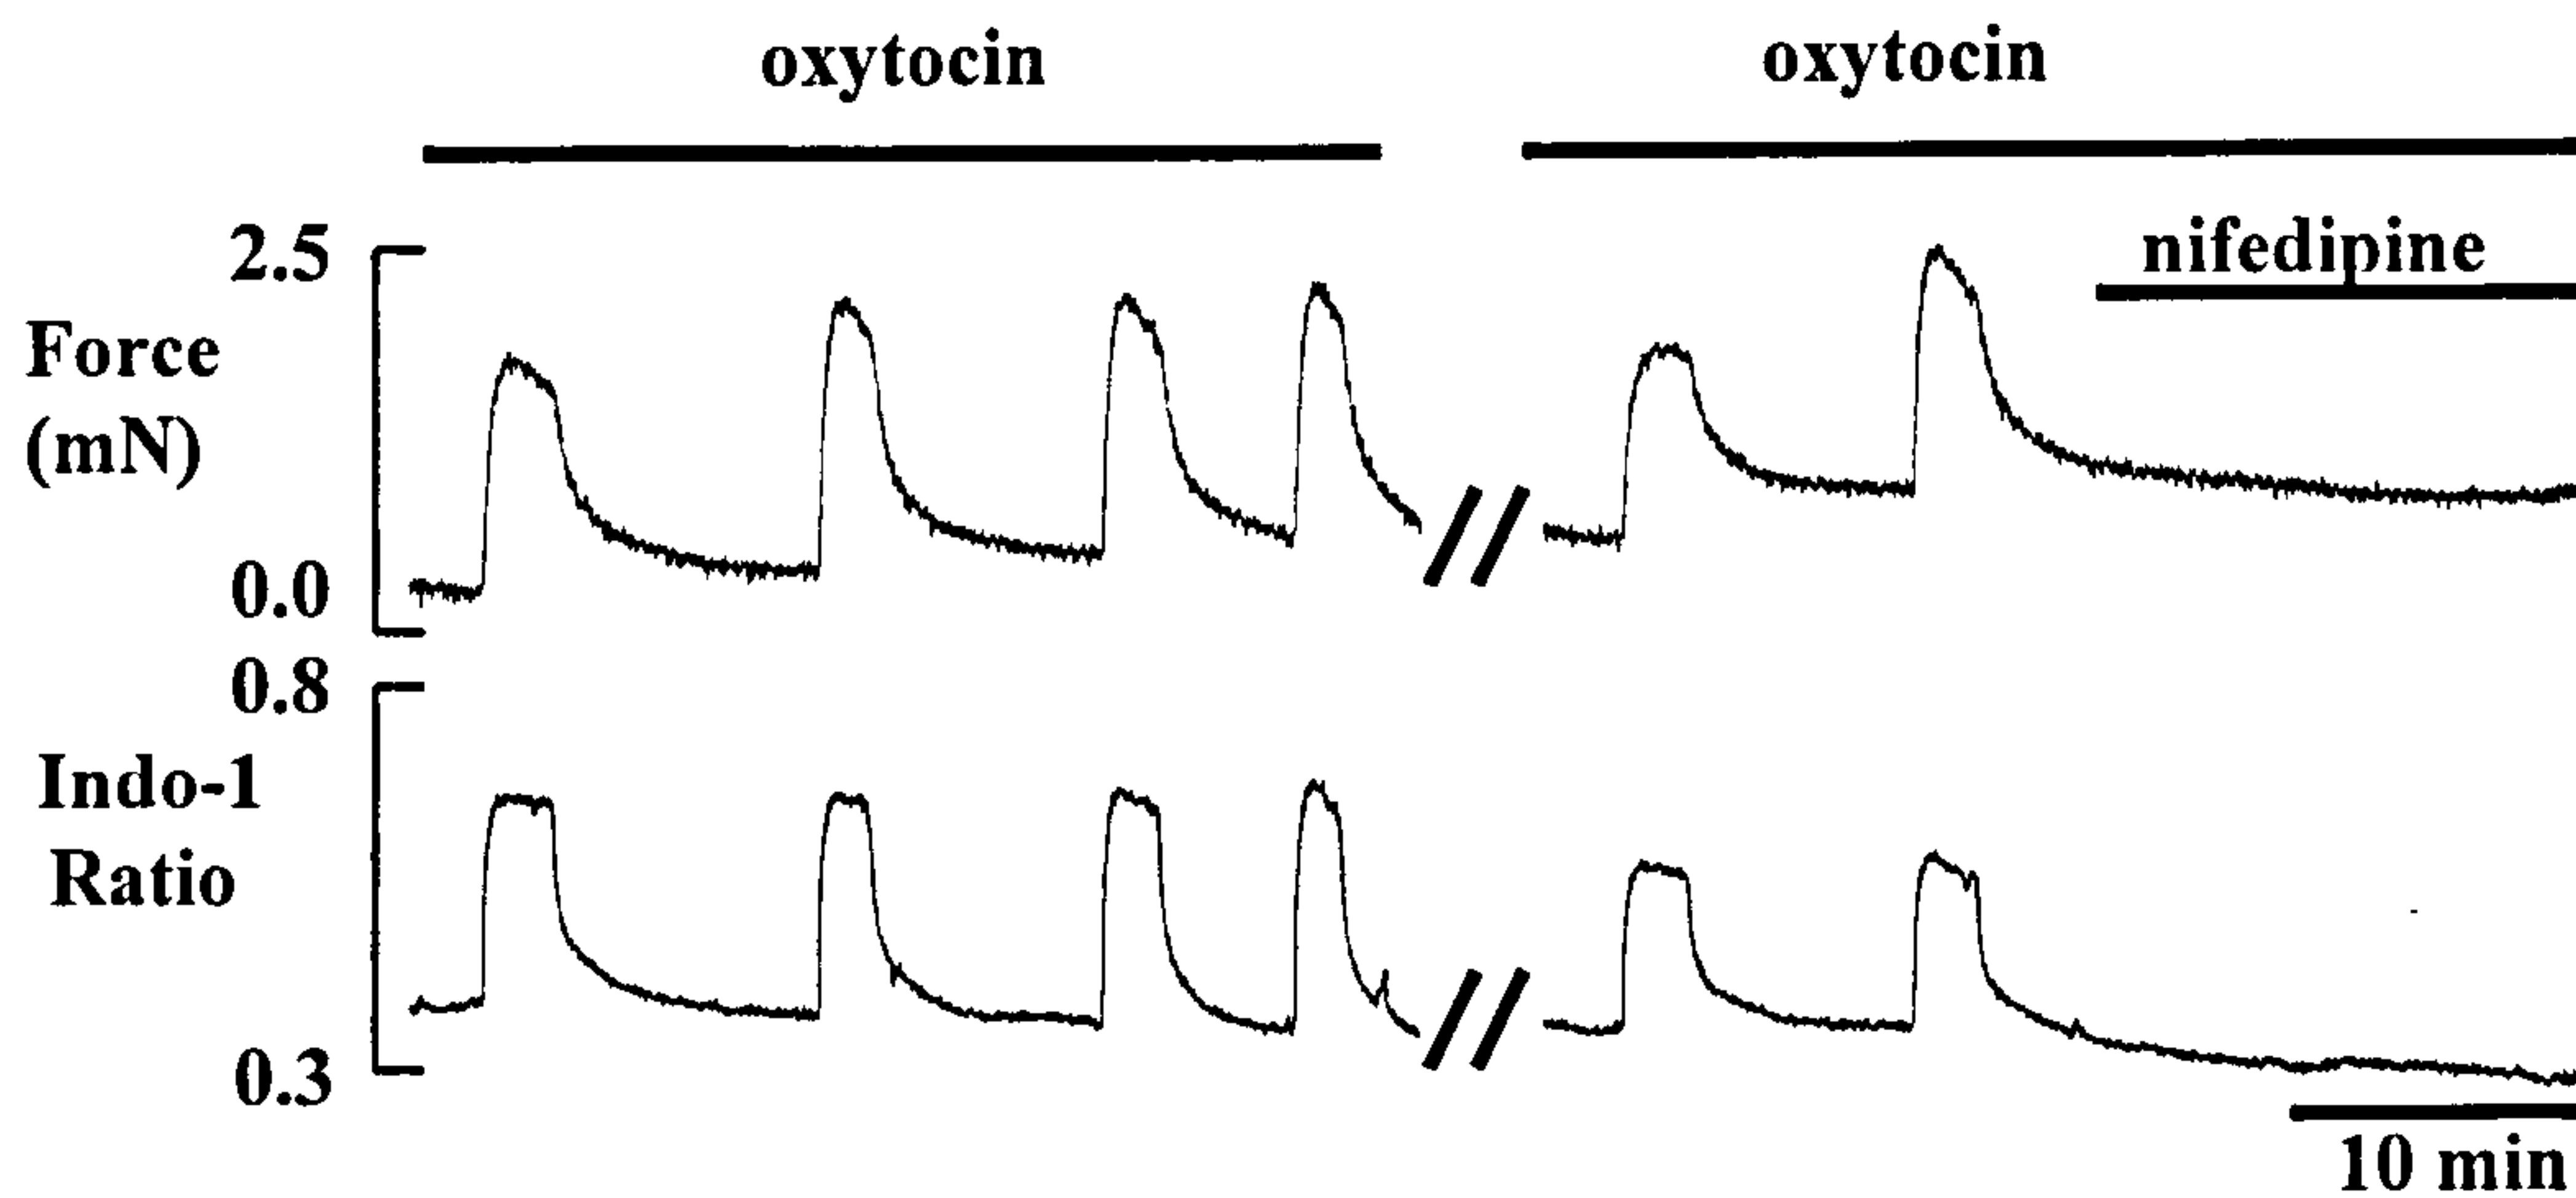 oxytocin
oxytocin
2.5
nifedipine
Force
(mN)
0.0
0.8
Indo-1
Ratio
0.3
10 min